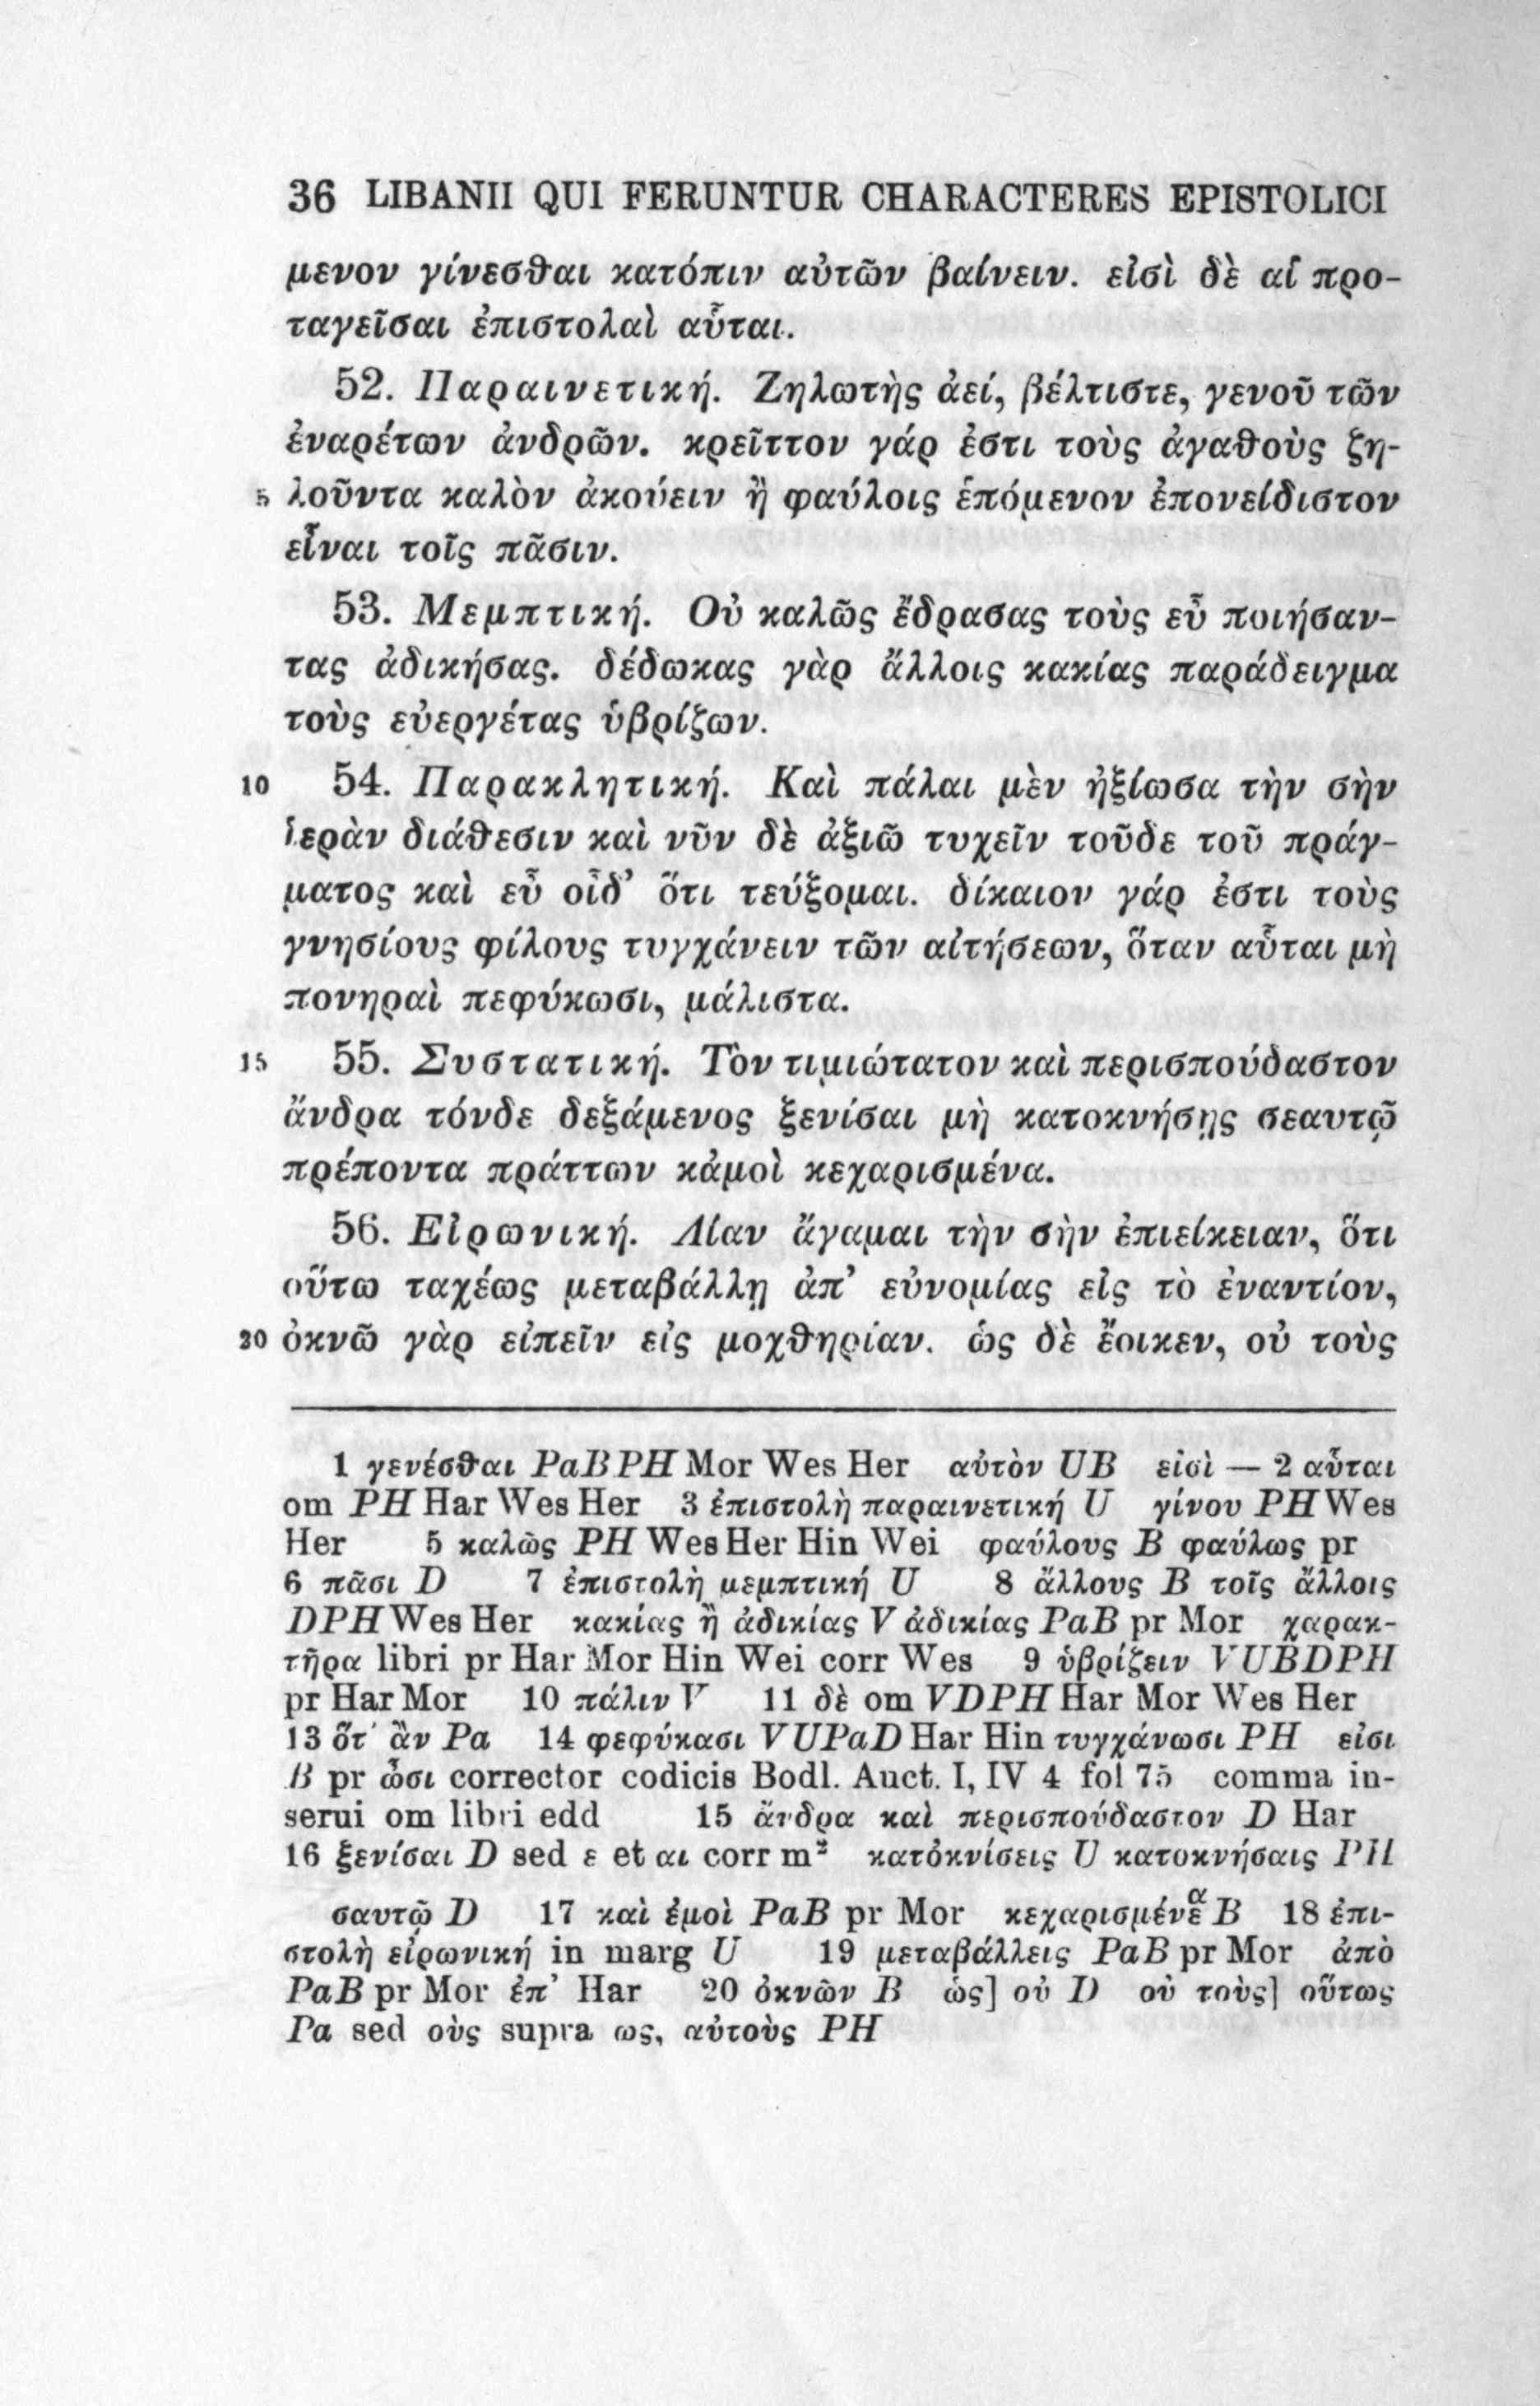 36 LIBANII QUI FERUNTUR CHARACTERES EPISTOLICI
μενον γίνεσθαι κατόπιν αὐτῶν βαίνειν. εἰσὶ δὲ αἱ προ-
ταγεῖσαι ἐπιστολαὶ αὗται.
52. Παραινετική. Ζηλωτὴς ἀεί, βέλτιστε, γενοῦ τῶν
ἐναρέτων ἀνδρῶν. κρεῖττον γάρ ἐστι τοὺς ἀγαθοὺς ζη-
5 λοῦντα καλὸν ἀκούειν ἢ φαύλοις ἑπόμενον ἐπονείδιστον
εἶναι τοῖς πᾶσιν.
53. Μεμπτική. Οὐ καλῶς ἔδρασας τοὺς εὖ ποιήσαν-
τας ἀδικήσας. δέδωκας γὰρ ἄλλοις κακίας παράδειγμα
τοὺς εὐεργέτας ὑβρίζων.
10 54. Παρακλητική. Καὶ πάλαι μὲν ἠξίωσα τὴν σὴν
ἱερὰν διάθεσιν καὶ νῦν δὲ ἀξιῶ τυχεῖν τοῦδε τοῦ πράγ-
ματος καὶ εὖ οἶδ’ ὅτι τεύξομαι. δίκαιον γάρ ἐστι τοὺς
γνησίους φίλους τυγχάνειν τῶν αἰτήσεων, ὅταν αὗται μὴ
πονηραὶ πεφύκωσι, μάλιστα.
15 55. Συστατική. Τὸν τιμιώτατον καὶ περισπούδαστον
ἄνδρα τόνδε δεξάμενος ξενίσαι μὴ κατοκνήσῃς σεαυτῷ
πρέποντα πράττων κἀμοὶ κεχαρισμένα.
56. Εἰρωνική. Λίαν ἄγαμαι τὴν σὴν ἐπιείκειαν, ὅτι
οὕτω ταχέως μεταβάλλῃ ἀπ’ εὐνομίας εἰς τὸ ἐναντίον,
20 ὀκνῶ γὰρ εἰπεῖν εἰς μοχθηρίαν. ὡς δὲ ἔοικεν, οὐ τοὺς
1 γενέσθαι PaBPH Mor Wes Her αὐτὸν UB εἰσὶ — 2 αὗται
om PH Har Wes Her 3 ἐπιστολὴ παραινετική U γίνου PH Wes
Her 5 καλῶς PH Wes Her Hin Wei φαύλους B φαύλως pr
6 πᾶσι D 7 ἐπιστολὴ μεμπτική U 8 ἄλλους B τοῖς ἄλλοις
DPH Wes Her κακίας ἢ ἀδικίας V ἀδικίας PaB pr Mor χαρακ-
τῆρα libri pr Har Mor Hin Wei corr Wes 9 ὑβρίζειν VUBDPH
pr Har Mor 10 πάλιν V 11 δὲ om VDPH Har Mor Wes Her
13 ὅτ’ ἂν Pa 14 φεφύκασι VUPaD Har Hin τυγχάνωσι PH εἰσι
B pr ὦσι corrector codicis Bodl. Auct. I, IV 4 fol 75 comma in-
serui om libri edd 15 ἄνδρα καὶ περισπούδαστον D Har
16 ξενίσαι D sed ε et αι corr m² κατὀκνίσεις U κατοκνήσαις PH
σαυτῷ D 17 καὶ ἐμοὶ PaB pr Mor κεχαρισμένεα B 18 ἐπι-
στολὴ εἰρωνική in marg U 19 μεταβάλλεις PaB pr Mor ἀπὸ
PaB pr Mor ἐπ’ Har 20 ὀκνῶν B ὡς] οὐ D οὐ τοὺς] οὕτως
Pa sed οὺς supra ως, αὐτοὺς PH